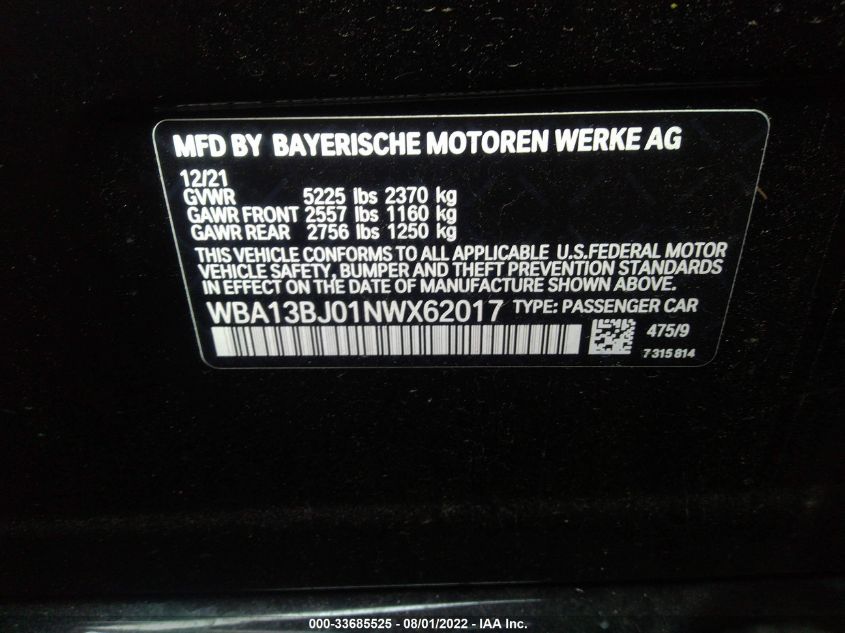 MFD BY BAYERISCHE MOTOREN WERKE AG
12/21
GVWR 5225 lbs 2370 kg
GAWR FRONT 2557 lbs 1160 kg
GAWR REAR 2756 lbs 1250 kg
THIS VEHICLE CONFORMS TO ALL APPLICABLE U.S.FEDERAL MOTOR
VEHICLE SAFETY, BUMPER AND THEFT PREVENTION STANDARDS
IN EFFECT ON THE DATE OF MANUFACTURE SHOWN ABOVE.
WBA13BJ01NWX62017 TYPE: PASSENGER CAR
475/9
7 315 814
000-33685525 - 08/01/2022 - IAA Inc.